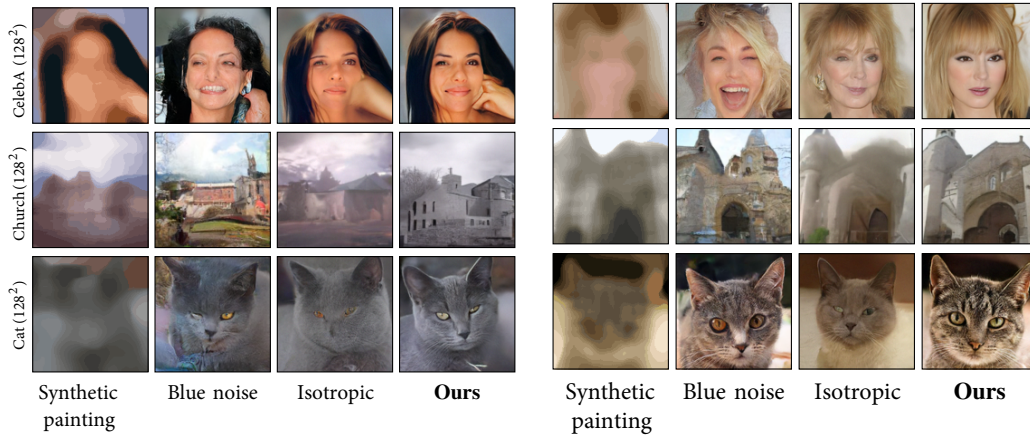 CelebA (128²)
Church (128²)
Cat (128²)
Synthetic
painting
Blue noise
Isotropic
Ours
Synthetic
painting
Blue noise
Isotropic
Ours